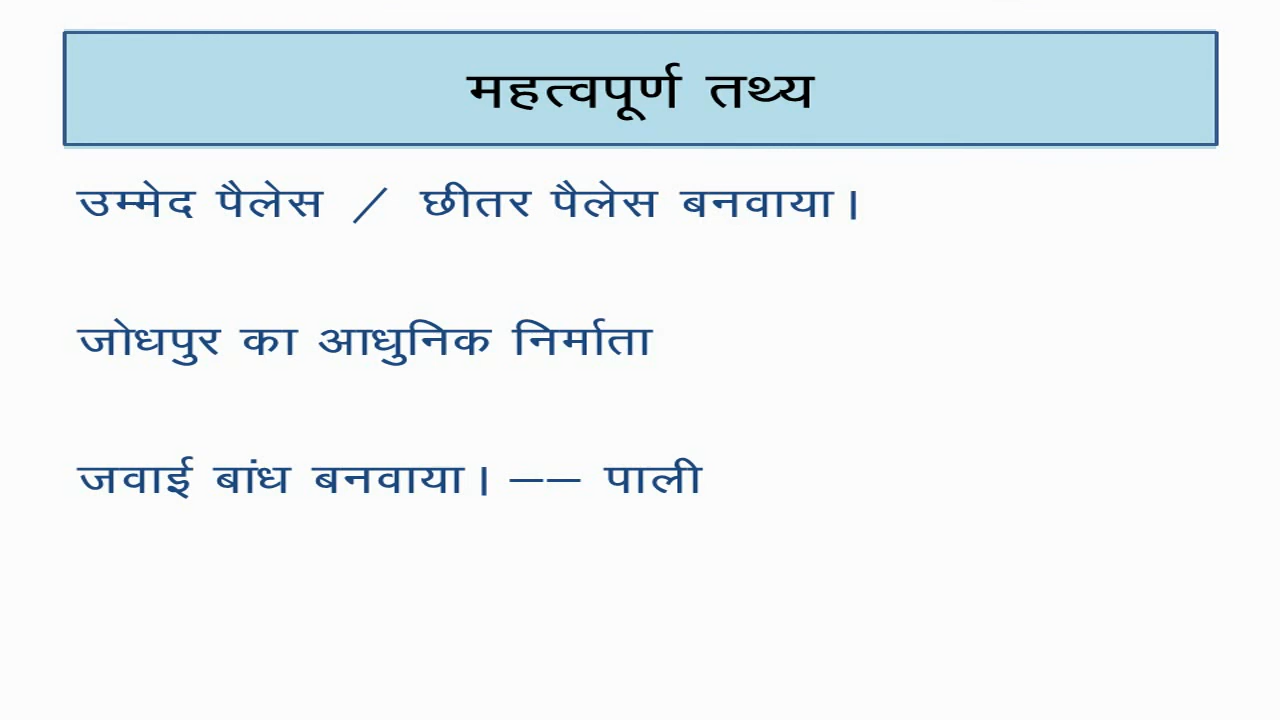 महत्वपूर्ण तथ्य
उम्मेद पैलेस / छीतर पैलेस बनवाया।
जोधपुर का आधुनिक निर्माता
जवाई बांध बनवाया। –– पाली